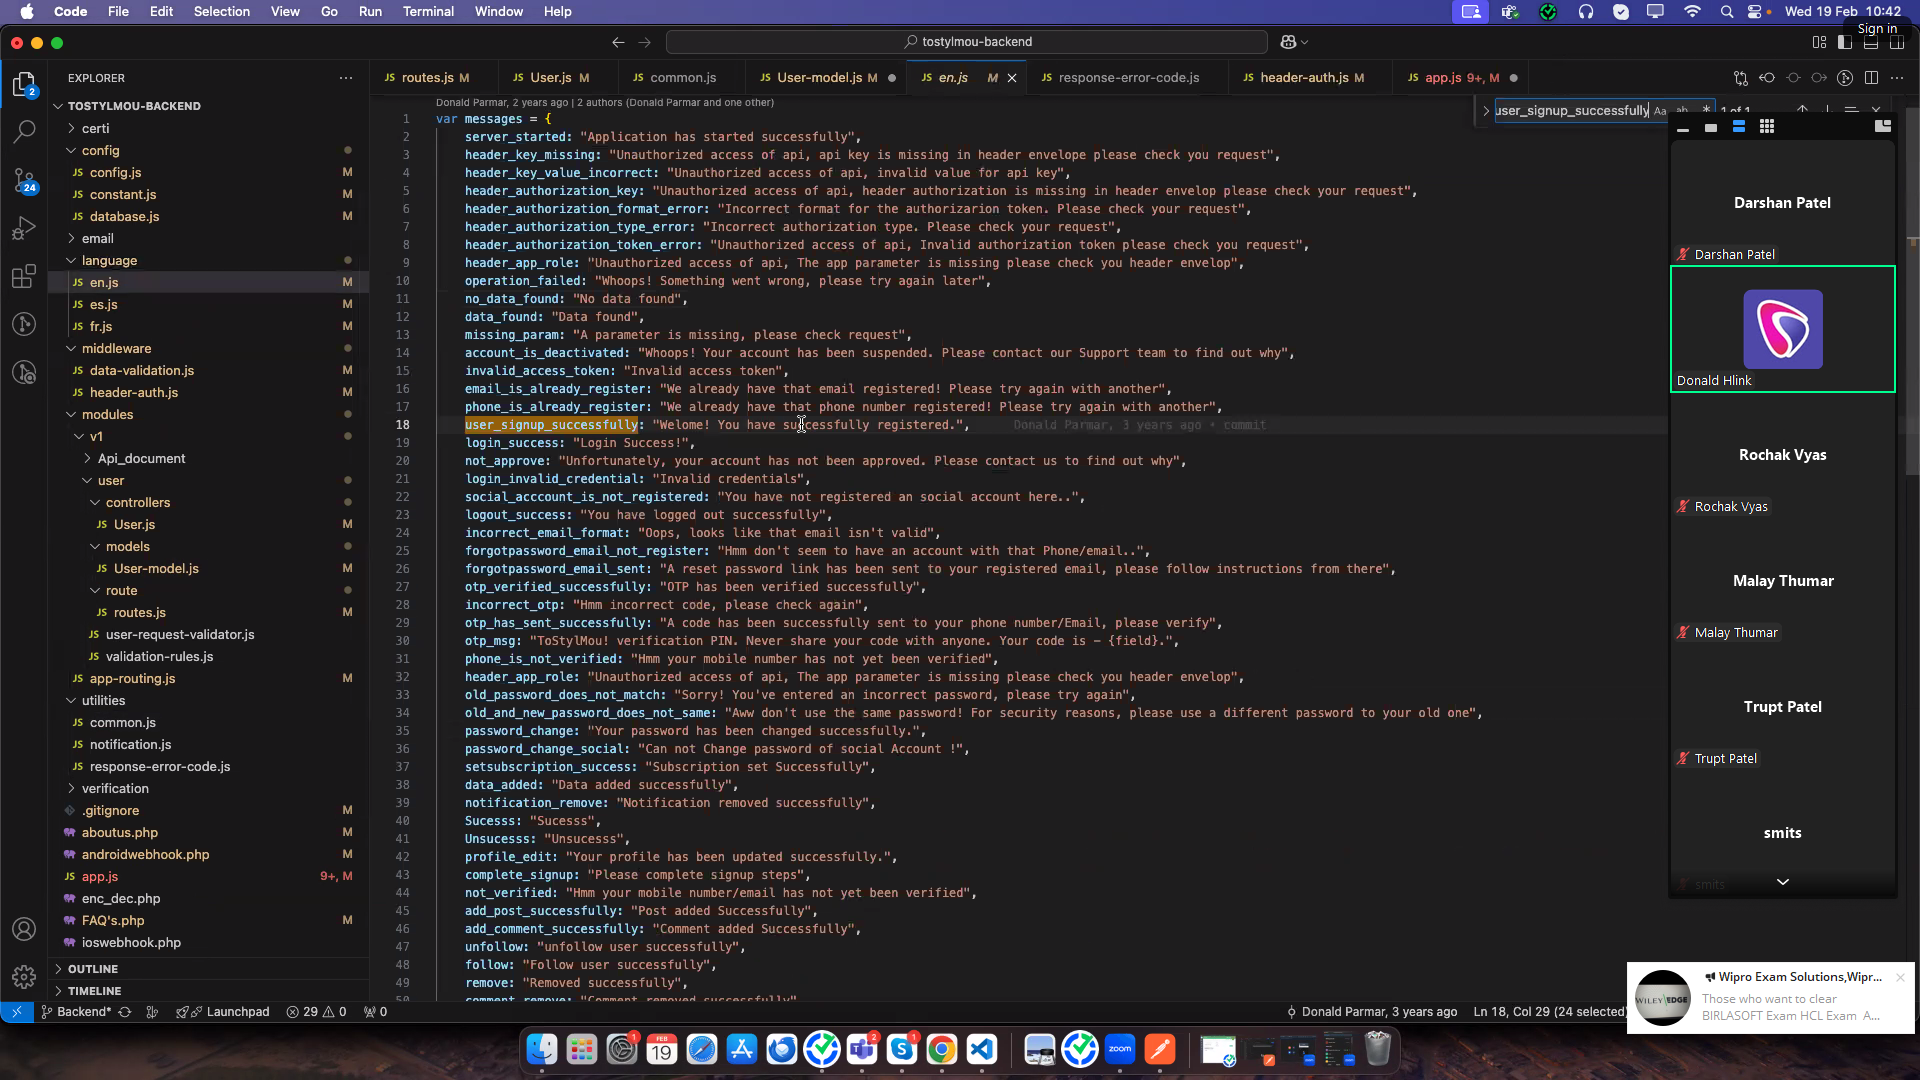 Code File Edit Selection View Go Run Terminal Window Help Wed 19 Feb 10:42
Sign in
tostylmou-backend
EXPLORER
routes.js M
User.js M
common.js
User-model.js M
en.js M
response-error-code.js
header-auth.js M
app.js 9+, M
2
24
TOSTYLMOU-BACKEND
certi
config
config.js M
constant.js M
database.js M
email
language
en.js M
es.js M
fr.js M
middleware
data-validation.js M
header-auth.js M
modules
v1
Api_document
user
controllers
User.js M
models
User-model.js M
route
routes.js M
user-request-validator.js
validation-rules.js
app-routing.js M
utilities
common.js M
notification.js M
response-error-code.js M
verification
.gitignore M
aboutus.php M
androidwebhook.php M
app.js 9+, M
enc_dec.php
FAQ's.php M
ioswebhook.php
OUTLINE
TIMELINE
Donald Parmar, 2 years ago | 2 authors (Donald Parmar and one other)
user_signup_successfully Aa ab .* 1 of 1
1 var messages = {
2 server_started: "Application has started successfully",
3 header_key_missing: "Unauthorized access of api, api key is missing in header envelope please check you request",
4 header_key_value_incorrect: "Unauthorized access of api, invalid value for api key",
5 header_authorization_key: "Unauthorized access of api, header authorization is missing in header envelop please check your request",
6 header_authorization_format_error: "Incorrect format for the authorizarion token. Please check your request",
7 header_authorization_type_error: "Incorrect authorization type. Please check your request",
8 header_authorization_token_error: "Unauthorized access of api, Invalid authorization token please check you request",
9 header_app_role: "Unauthorized access of api, The app parameter is missing please check you header envelop",
10 operation_failed: "Whoops! Something went wrong, please try again later",
11 no_data_found: "No data found",
12 data_found: "Data found",
13 missing_param: "A parameter is missing, please check request",
14 account_is_deactivated: "Whoops! Your account has been suspended. Please contact our Support team to find out why",
15 invalid_access_token: "Invalid access token",
16 email_is_already_register: "We already have that email registered! Please try again with another",
17 phone_is_already_register: "We already have that phone number registered! Please try again with another",
18 user_signup_successfully: "Welome! You have successfully registered.", Donald Parmar, 3 years ago • commit
19 login_success: "Login Success!",
20 not_approve: "Unfortunately, your account has not been approved. Please contact us to find out why",
21 login_invalid_credential: "Invalid credentials",
22 social_acccount_is_not_registered: "You have not registered an social account here..",
23 logout_success: "You have logged out successfully",
24 incorrect_email_format: "Oops, looks like that email isn't valid",
25 forgotpassword_email_not_register: "Hmm don't seem to have an account with that Phone/email..",
26 forgotpassword_email_sent: "A reset password link has been sent to your registered email, please follow instructions from there",
27 otp_verified_successfully: "OTP has been verified successfully",
28 incorrect_otp: "Hmm incorrect code, please check again",
29 otp_has_sent_successfully: "A code has been successfully sent to your phone number/Email, please verify",
30 otp_msg: "ToStylMou! verification PIN. Never share your code with anyone. Your code is – {field}.",
31 phone_is_not_verified: "Hmm your mobile number has not yet been verified",
32 header_app_role: "Unauthorized access of api, The app parameter is missing please check you header envelop",
33 old_password_does_not_match: "Sorry! You've entered an incorrect password, please try again",
34 old_and_new_password_does_not_same: "Aww don't use the same password! For security reasons, please use a different password to your old one",
35 password_change: "Your password has been changed successfully.",
36 password_change_social: "Can not Change password of social Account !",
37 setsubscription_success: "Subscription set Successfully",
38 data_added: "Data added successfully",
39 notification_remove: "Notification removed successfully",
40 Sucesss: "Sucesss",
41 Unsucesss: "Unsucesss",
42 profile_edit: "Your profile has been updated successfully.",
43 complete_signup: "Please complete signup steps",
44 not_verified: "Hmm your mobile number/email has not yet been verified",
45 add_post_successfully: "Post added Successfully",
46 add_comment_successfully: "Comment added Successfully",
47 unfollow: "unfollow user successfully",
48 follow: "Follow user successfully",
49 remove: "Removed successfully",
50 comment_remove: "Comment removed successfully"
Darshan Patel
Darshan Patel
Donald Hlink
Rochak Vyas
Rochak Vyas
Malay Thumar
Malay Thumar
Trupt Patel
Trupt Patel
smits
smits
Wipro Exam Solutions,Wipr...
Those who want to clear
BIRLASOFT Exam HCL Exam A...
WILEY EDGE
Backend* Launchpad 29 0 0 Donald Parmar, 3 years ago Ln 18, Col 29 (24 selected)
1
FEB
19
2
1
zoom